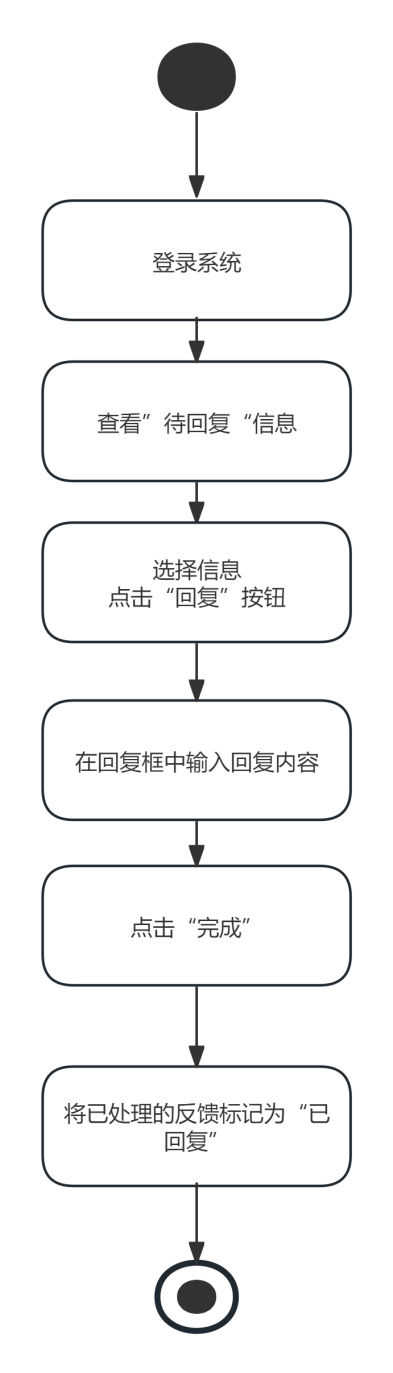 登录系统
查看”待回复“信息
选择信息
点击“回复”按钮
在回复框中输入回复内容
点击“完成”
将已处理的反馈标记为“已
回复”